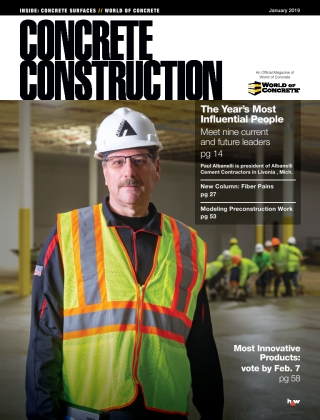 INSIDE: CONCRETE SURFACES // WORLD OF CONCRETE
January 2019
CONCRETE
CONSTRUCTION
An Official Magazine of
World of Concrete
WORLD OF
CONCRETE
The Year's Most
Influential People
Meet nine current
and future leaders
pg 14
Paul Albanelli is president of Albanelli
Cement Contractors in Livonia , Mich.
New Column: Fiber Pains
pg 27
Modeling Preconstruction Work
pg 53
Most Innovative
Products:
vote by Feb. 7
pg 58